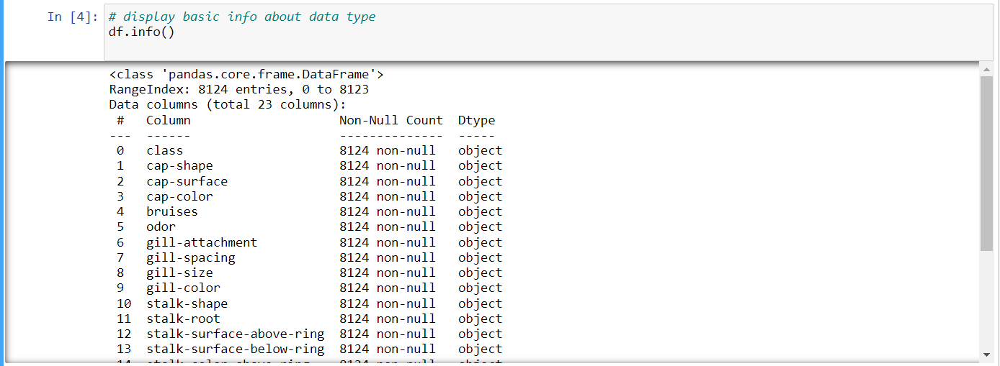 In [4]: # display basic info about data type
df.info()
<class 'pandas.core.frame.DataFrame'>
RangeIndex: 8124 entries, 0 to 8123
Data columns (total 23 columns):
 #   Column                    Non-Null Count  Dtype
---  ------                    --------------  -----
 0   class                     8124 non-null   object
 1   cap-shape                 8124 non-null   object
 2   cap-surface               8124 non-null   object
 3   cap-color                 8124 non-null   object
 4   bruises                   8124 non-null   object
 5   odor                      8124 non-null   object
 6   gill-attachment           8124 non-null   object
 7   gill-spacing              8124 non-null   object
 8   gill-size                 8124 non-null   object
 9   gill-color                8124 non-null   object
 10  stalk-shape               8124 non-null   object
 11  stalk-root                8124 non-null   object
 12  stalk-surface-above-ring  8124 non-null   object
 13  stalk-surface-below-ring  8124 non-null   object